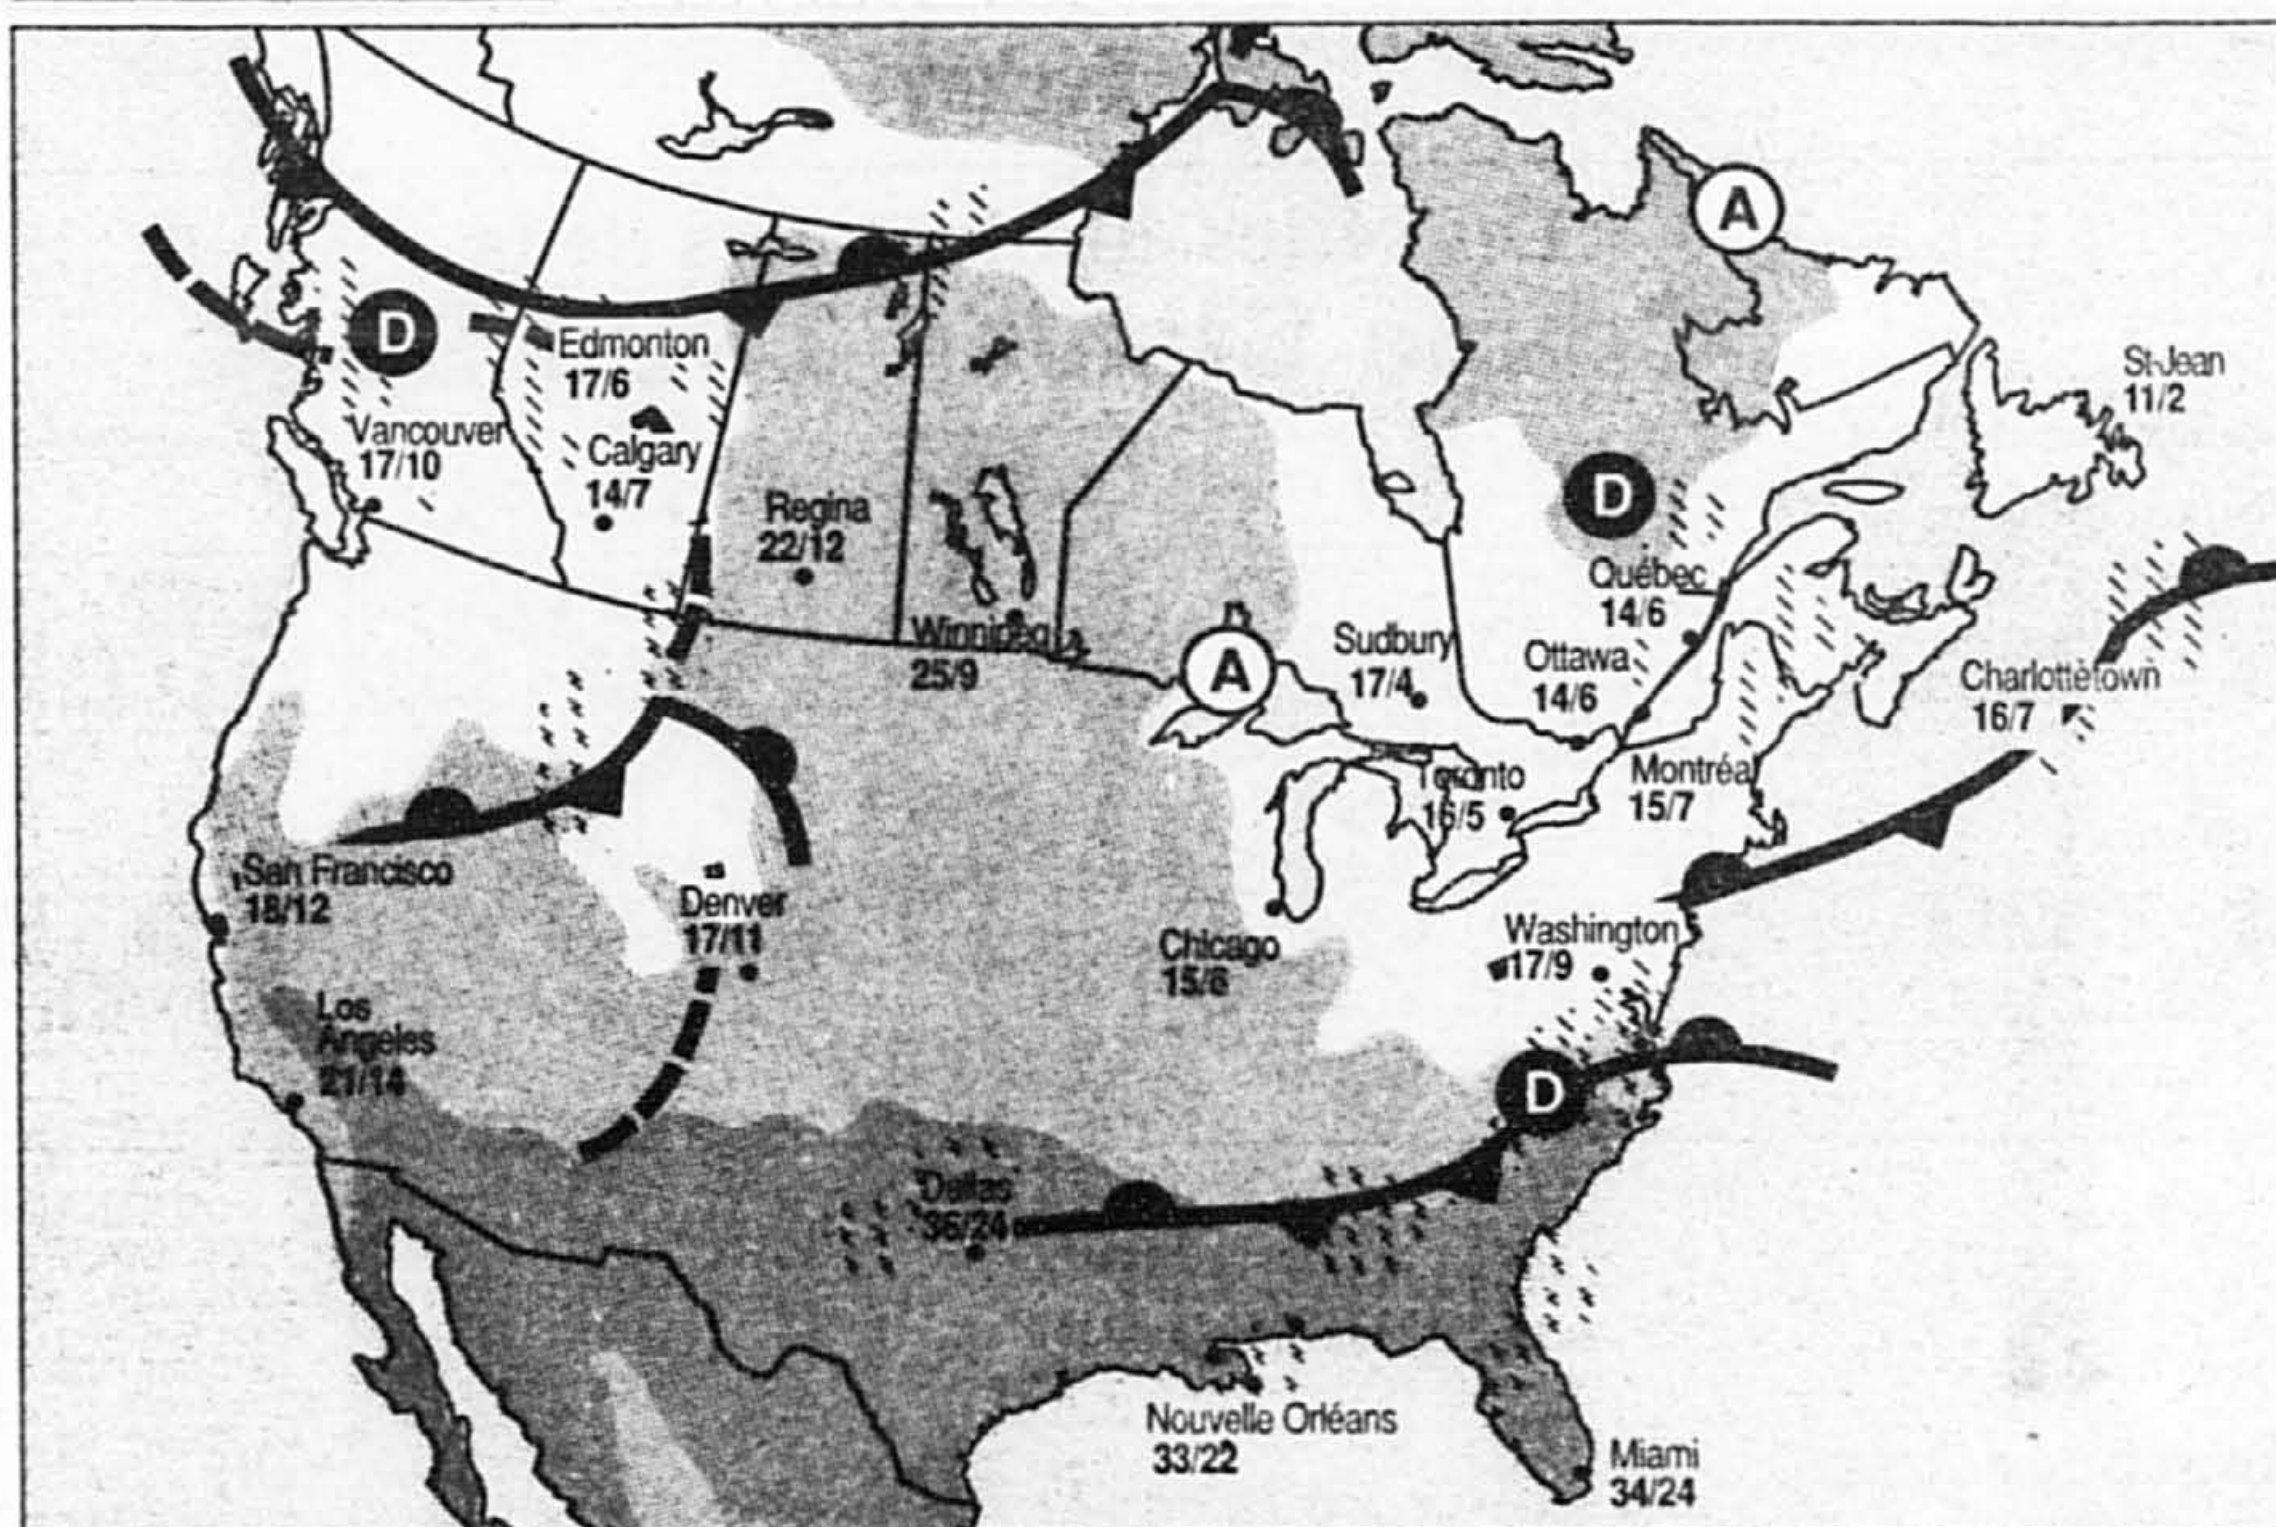 A
D
Edmonton
17/6
St-Jean
11/2
Vancouver
17/10
Calgary
14/7
D
Regina
22/12
Québec
14/6
Winnipeg
25/9
A
Sudbury
17/4
Ottawa
14/6
Charlottetown
16/7
Toronto
16/5
Montréal
15/7
San Francisco
18/12
Denver
17/11
Chicago
15/6
Washington
17/9
Los
Angeles
21/14
D
Dallas
36/24
Nouvelle Orléans
33/22
Miami
34/24